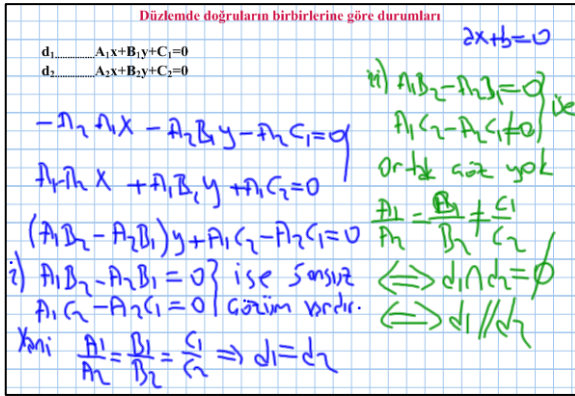 Düzlemde doğruların birbirlerine göre durumları
ax+b=0
d₁.............A₁x+B₁y+C₁=0
d₂.............A₂x+B₂y+C₂=0
-A₂A₁x - A₂B₁y - A₂C₁=0
A₁A₂x + A₁B₂y + A₁C₂=0
(A₁B₂ - A₂B₁)y + A₁C₂ - A₂C₁=0
i) A₁B₂ - A₂B₁ = 0 } ise sonsuz
A₁C₂ - A₂C₁ = 0 } çözüm vardır.
Yani A₁/A₂ = B₁/B₂ = C₁/C₂ ⇒ d₁=d₂
ii) A₁B₂ - A₂B₁=0 } ise
A₁C₂ - A₂C₁≠0
ortak çöz yok
A₁/A₂ = B₁/B₂ ≠ C₁/C₂
⇔ d₁∩d₂=∅
⇔ d₁//d₂